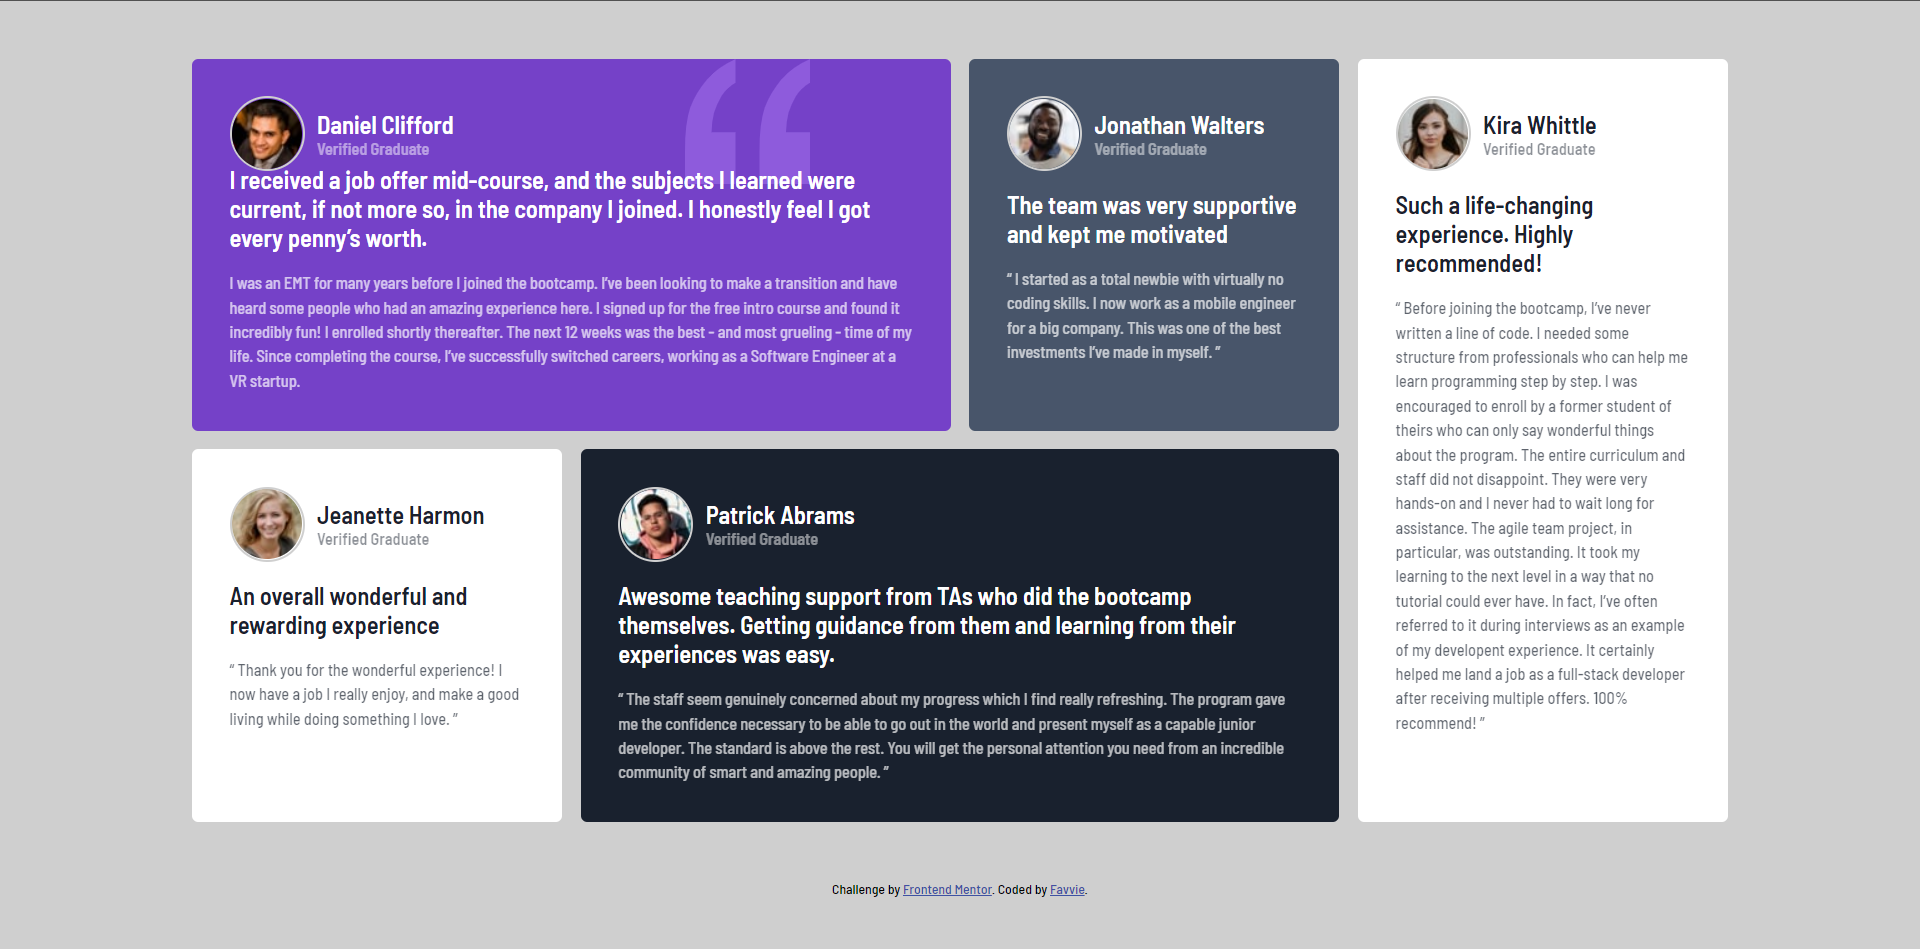 Daniel Clifford
Verified Graduate
I received a job offer mid-course, and the subjects I learned were
current, if not more so, in the company I joined. I honestly feel I got
every penny’s worth.
I was an EMT for many years before I joined the bootcamp. I’ve been looking to make a transition and have
heard some people who had an amazing experience here. I signed up for the free intro course and found it
incredibly fun! I enrolled shortly thereafter. The next 12 weeks was the best - and most grueling - time of my
life. Since completing the course, I’ve successfully switched careers, working as a Software Engineer at a
VR startup.
Jonathan Walters
Verified Graduate
The team was very supportive
and kept me motivated
“ I started as a total newbie with virtually no
coding skills. I now work as a mobile engineer
for a big company. This was one of the best
investments I’ve made in myself. ”
Kira Whittle
Verified Graduate
Such a life-changing
experience. Highly
recommended!
“ Before joining the bootcamp, I’ve never
written a line of code. I needed some
structure from professionals who can help me
learn programming step by step. I was
encouraged to enroll by a former student of
theirs who can only say wonderful things
about the program. The entire curriculum and
staff did not disappoint. They were very
hands-on and I never had to wait long for
assistance. The agile team project, in
particular, was outstanding. It took my
learning to the next level in a way that no
tutorial could ever have. In fact, I’ve often
referred to it during interviews as an example
of my developent experience. It certainly
helped me land a job as a full-stack developer
after receiving multiple offers. 100%
recommend! ”
Jeanette Harmon
Verified Graduate
An overall wonderful and
rewarding experience
“ Thank you for the wonderful experience! I
now have a job I really enjoy, and make a good
living while doing something I love. ”
Patrick Abrams
Verified Graduate
Awesome teaching support from TAs who did the bootcamp
themselves. Getting guidance from them and learning from their
experiences was easy.
“ The staff seem genuinely concerned about my progress which I find really refreshing. The program gave
me the confidence necessary to be able to go out in the world and present myself as a capable junior
developer. The standard is above the rest. You will get the personal attention you need from an incredible
community of smart and amazing people. ”
Challenge by Frontend Mentor. Coded by Favvie.